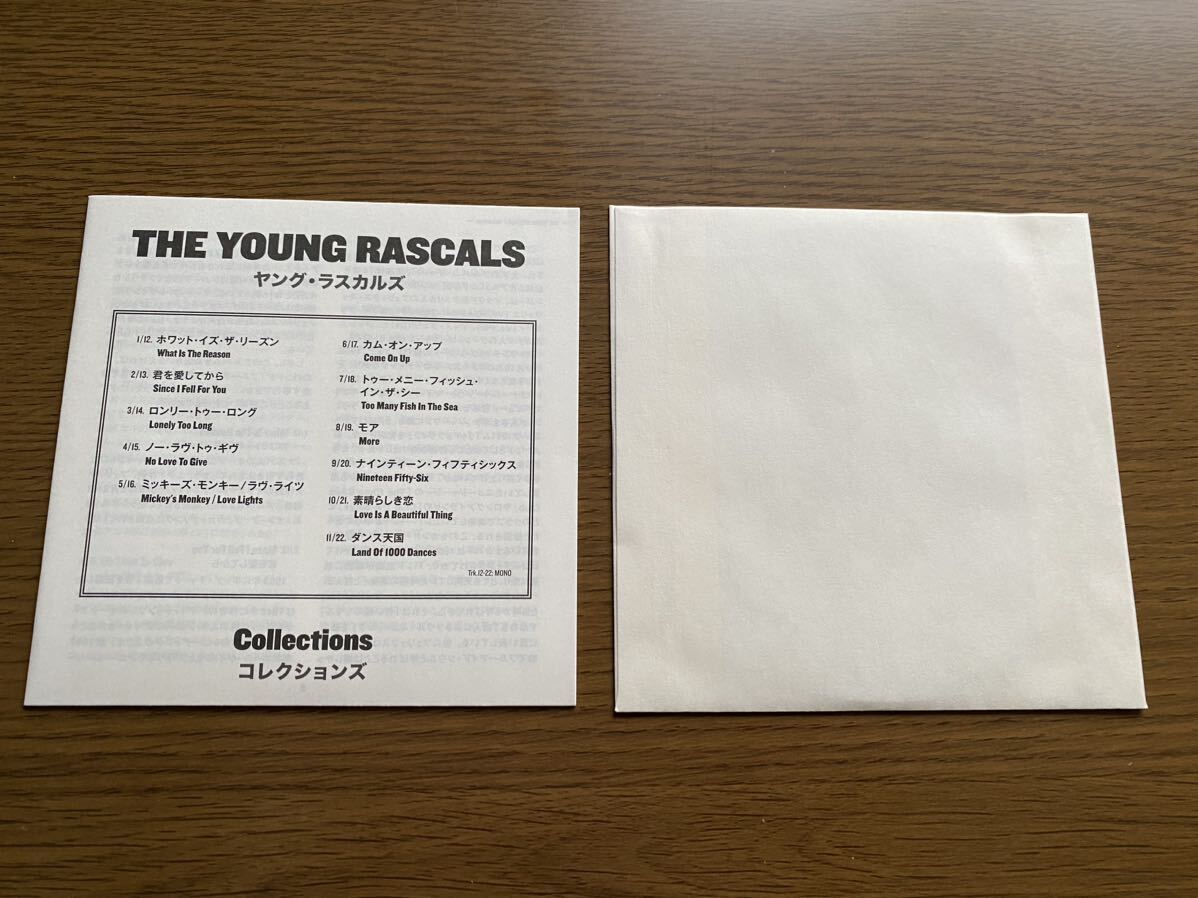 THE YOUNG RASCALS
ヤング・ラスカルズ
1/12. ホワット・イズ・ザ・リーズン
What Is The Reason
2/13. 君を愛してから
Since I Fell For You
3/14. ロンリー・トゥー・ロング
Lonely Too Long
4/15. ノー・ラヴ・トゥ・ギヴ
No Love To Give
5/16. ミッキーズ・モンキー/ラヴ・ライツ
Mickey's Monkey / Love Lights
6/17. カム・オン・アップ
Come On Up
7/18. トゥー・メニー・フィッシュ・
イン・ザ・シー
Too Many Fish In The Sea
8/19. モア
More
9/20. ナインティーン・フィフティシックス
Nineteen Fifty-Six
10/21. 素晴らしき恋
Love Is A Beautiful Thing
11/22. ダンス天国
Land Of 1000 Dances
Trk.12-22: MONO
Collections
コレクションズ